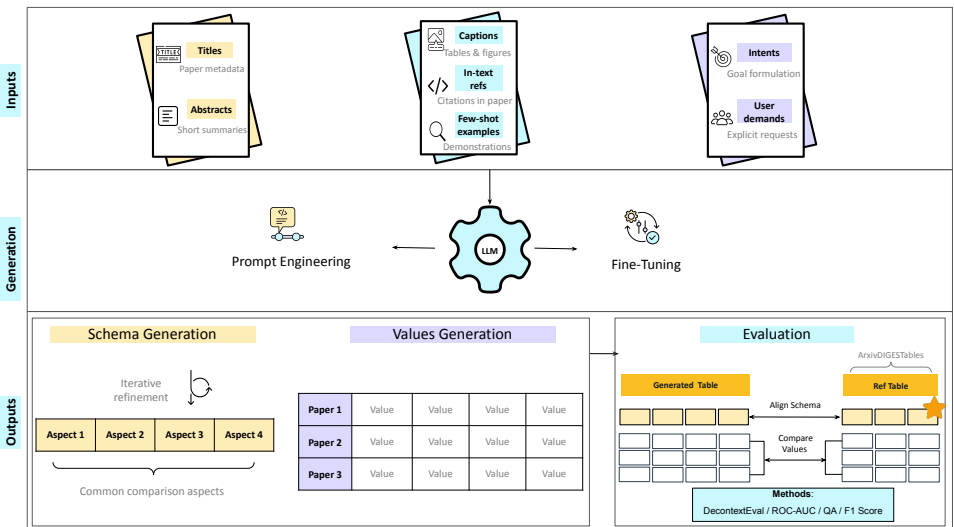 Inputs
TITLE
Titles
Paper metadata
Abstracts
Short summaries
Captions
Tables & figures
In-text
refs
Citations in paper
Few-shot
examples
Demonstrations
Intents
Goal formulation
User
demands
Explicit requests
Generation
Prompt Engineering
LLM
Fine-Tuning
Outputs
Schema Generation
Iterative
refinement
Aspect 1 Aspect 2 Aspect 3 Aspect 4
Common comparison aspects
Values Generation
Paper 1 Value Value Value Value
Paper 2 Value Value Value Value
Paper 3 Value Value Value Value
Evaluation
ArxivDIGESTables
Generated Table
Ref Table
Align Schema
Compare
Values
Methods:
DecontextEval / ROC-AUC / QA / F1 Score